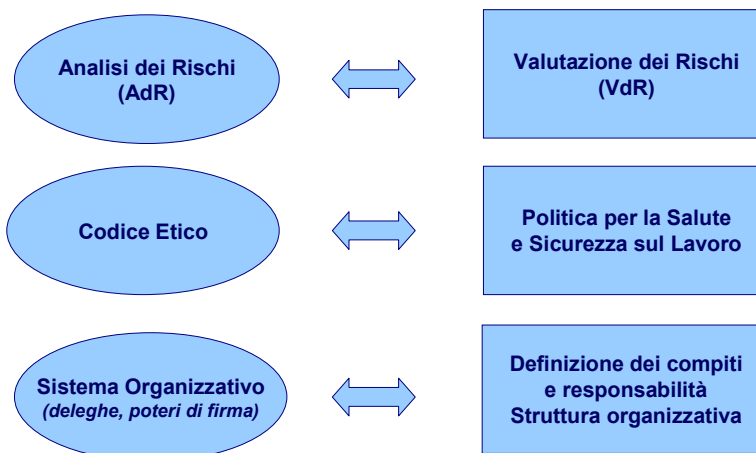 Analisi dei Rischi
(AdR)
Valutazione dei Rischi
(VdR)
Codice Etico
Politica per la Salute
e Sicurezza sul Lavoro
Sistema Organizzativo
(deleghe, poteri di firma)
Definizione dei compiti
e responsabilità
Struttura organizzativa